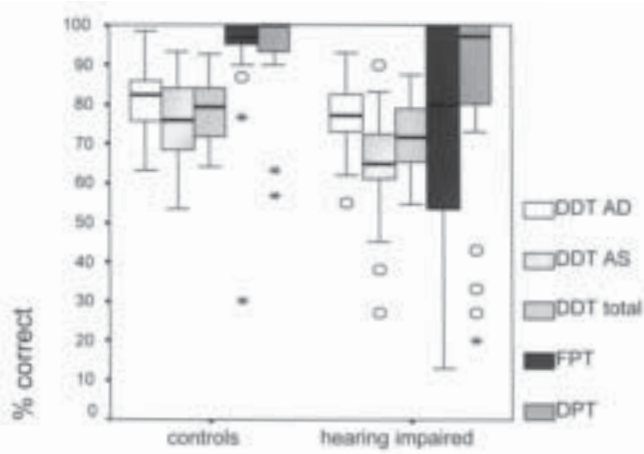 100
90
80
70
60
50
40
30
20
10
0
% correct
controls
hearing impaired
DDT AD
DDT AS
DDT total
FPT
DPT